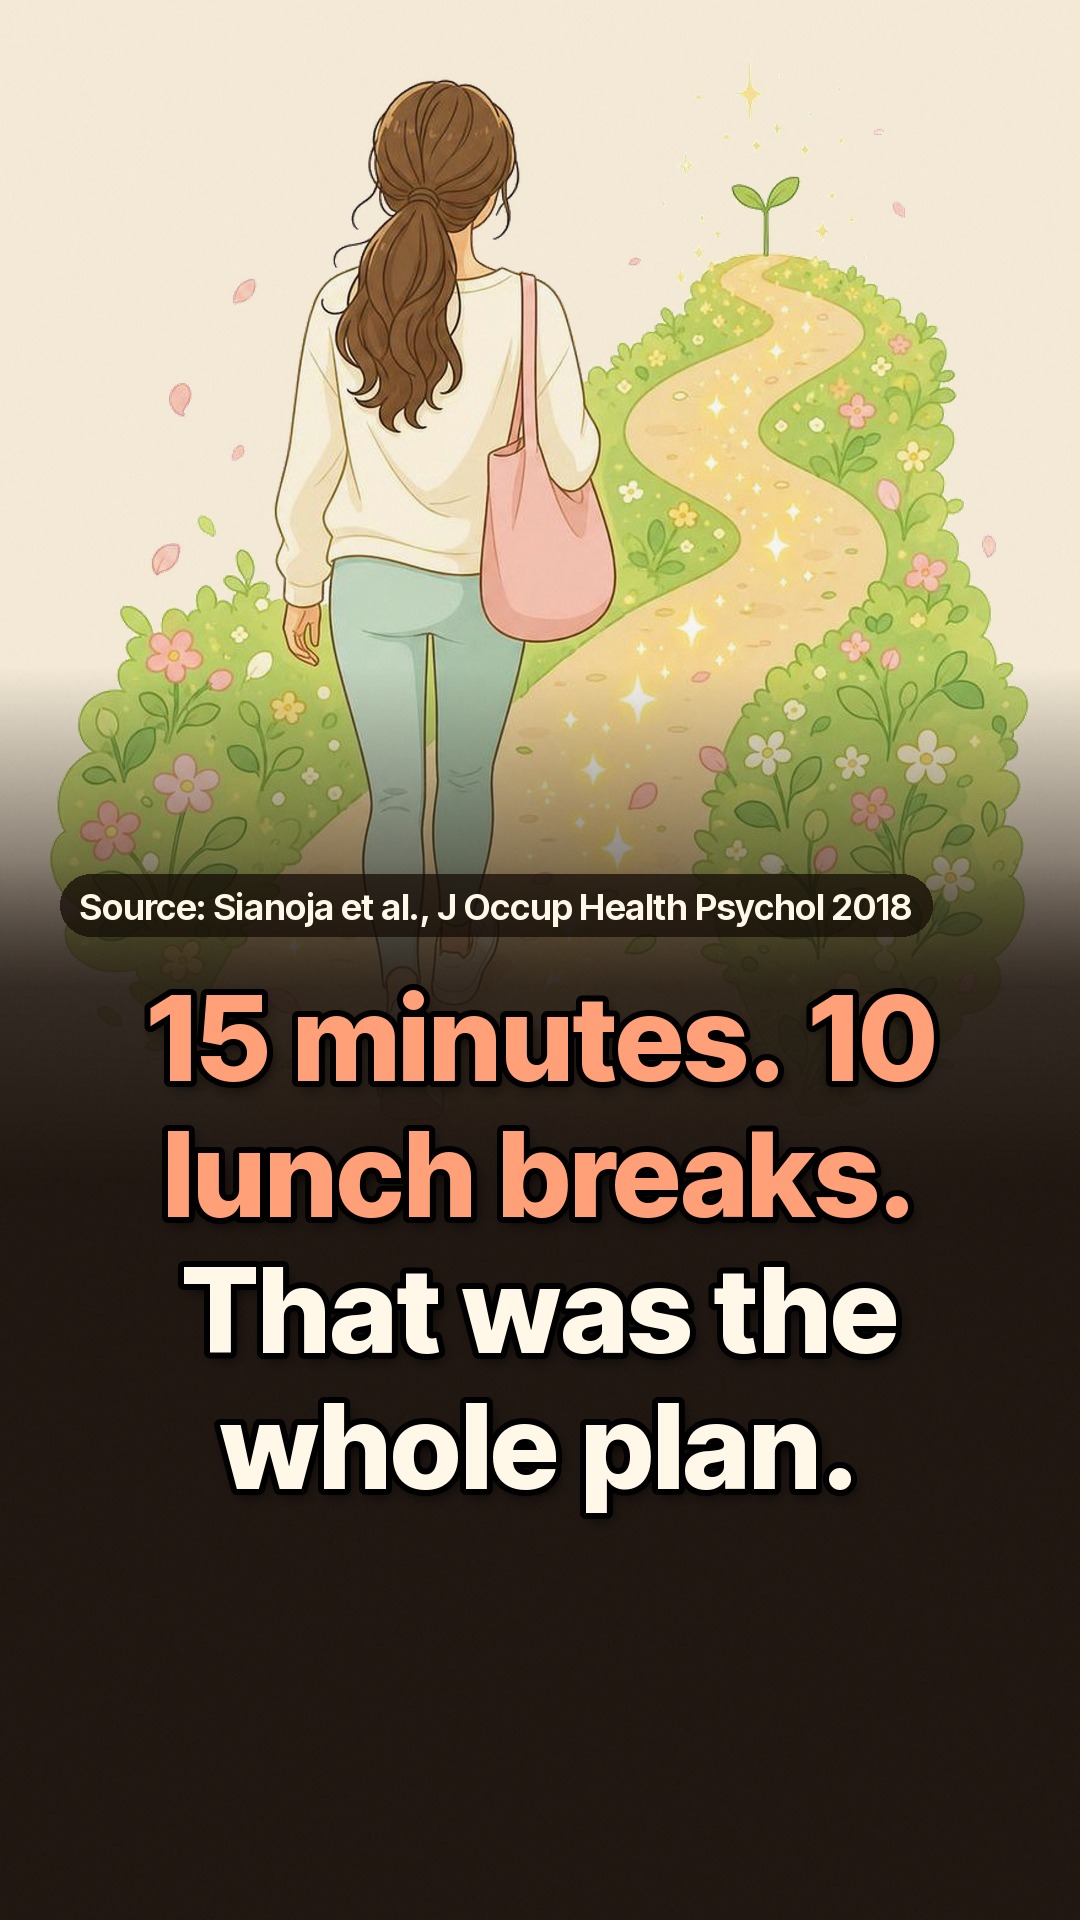 Source: Sianoja et al., J Occup Health Psychol 2018
15 minutes. 10
lunch breaks.
That was the
whole plan.